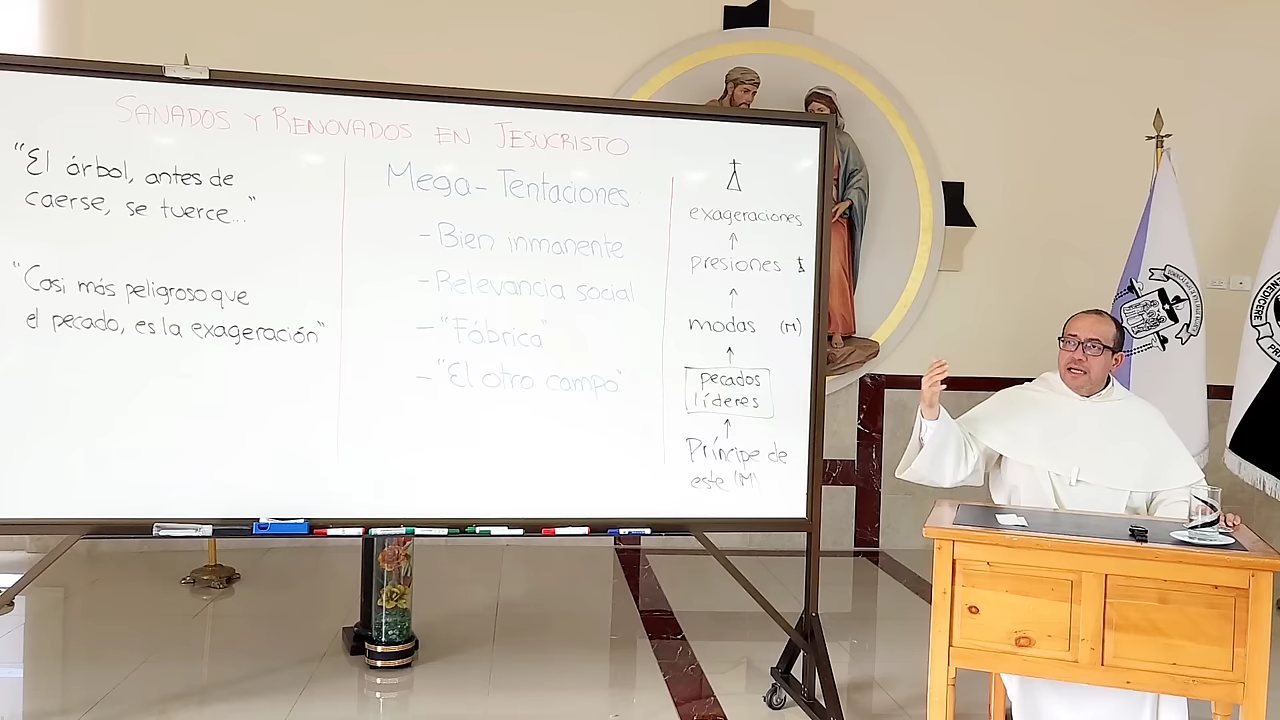 SANADOS Y RENOVADOS EN JESUCRISTO
"El árbol, antes de
caerse, se tuerce..."
"Casi más peligroso que
el pecado, es la exageración"
Mega-Tentaciones:
-Bien inmanente
-Relevancia social
-"Fábrica"
-"El otro campo"
exageraciones
↑
presiones
↑
modas (M)
↑
pecados
líderes
↑
Príncipe de
este (M)